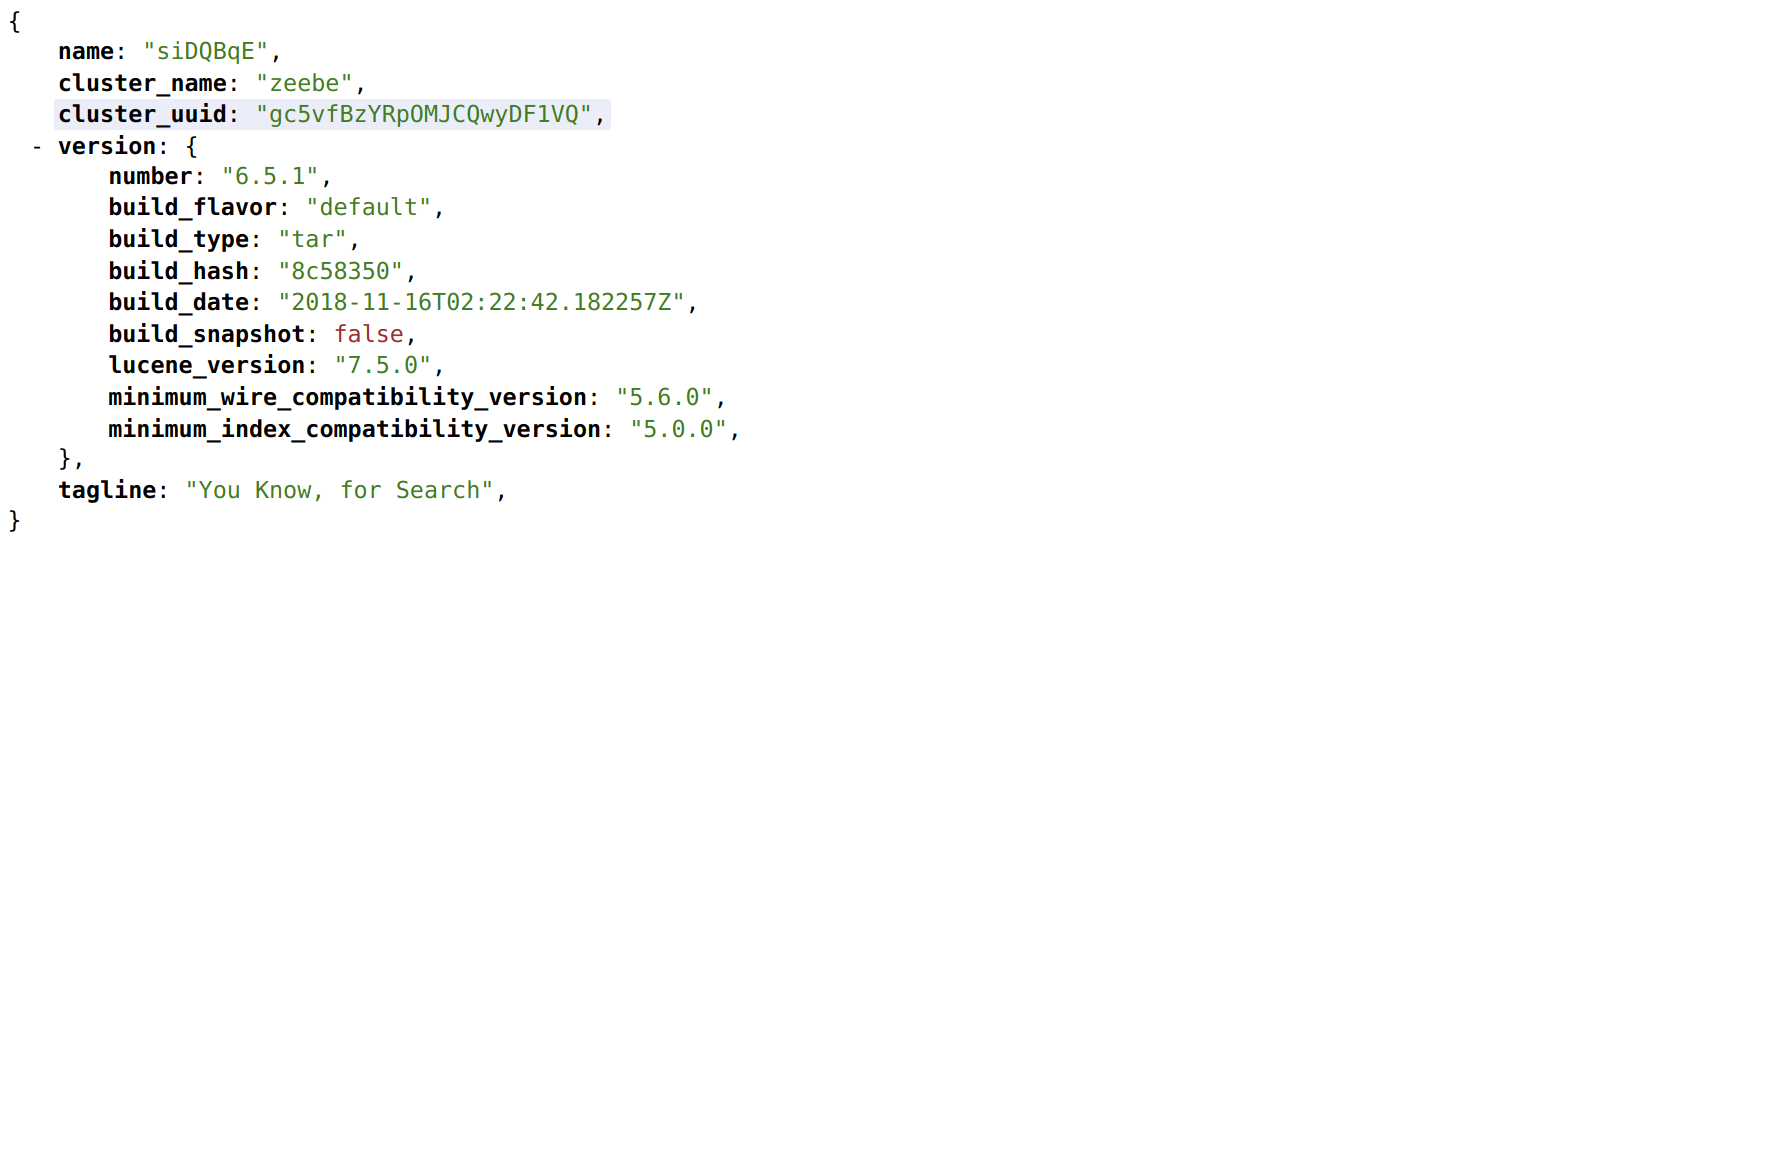 {
name: "siDQBqE",
cluster_name: "zeebe",
cluster_uuid: "gc5vfBzYRpOMJCQwyDF1VQ",
- version: {
number: "6.5.1",
build_flavor: "default",
build_type: "tar",
build_hash: "8c58350",
build_date: "2018-11-16T02:22:42.182257Z",
build_snapshot: false,
lucene_version: "7.5.0",
minimum_wire_compatibility_version: "5.6.0",
minimum_index_compatibility_version: "5.0.0",
},
tagline: "You Know, for Search",
}